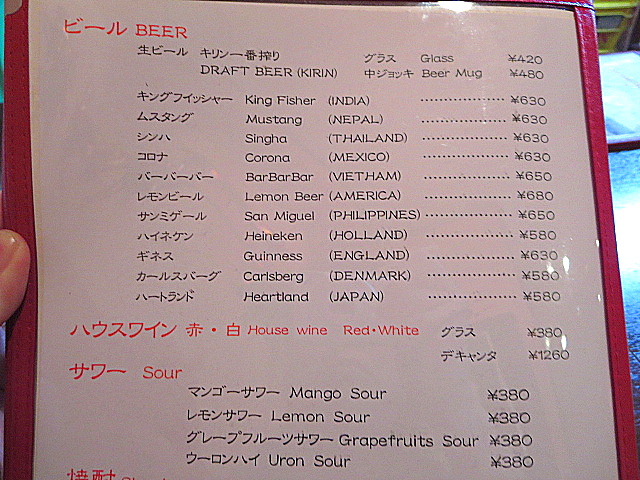 ビール BEER
生ビール キリン一番搾り グラス Glass ¥420
DRAFT BEER (KIRIN) 中ジョッキ Beer Mug ¥480
キングフィッシャー King Fisher (INDIA) ¥630
ムスタング Mustang (NEPAL) ¥630
シンハ Singha (THAILAND) ¥630
コロナ Corona (MEXICO) ¥630
バーバーバー BarBarBar (VIETHAM) ¥650
レモンビール Lemon Beer (AMERICA) ¥680
サンミゲール San Miguel (PHILIPPINES) ¥650
ハイネケン Heineken (HOLLAND) ¥580
ギネス Guinness (ENGLAND) ¥630
カールスバーグ Carlsberg (DENMARK) ¥580
ハートランド Heartland (JAPAN) ¥580
ハウスワイン 赤・白 House wine Red・White グラス ¥380
デキャンタ ¥1260
サワー Sour
マンゴーサワー Mango Sour ¥380
レモンサワー Lemon Sour ¥380
グレープフルーツサワー Grapefruits Sour ¥380
ウーロンハイ Uron Sour ¥380
焼酎